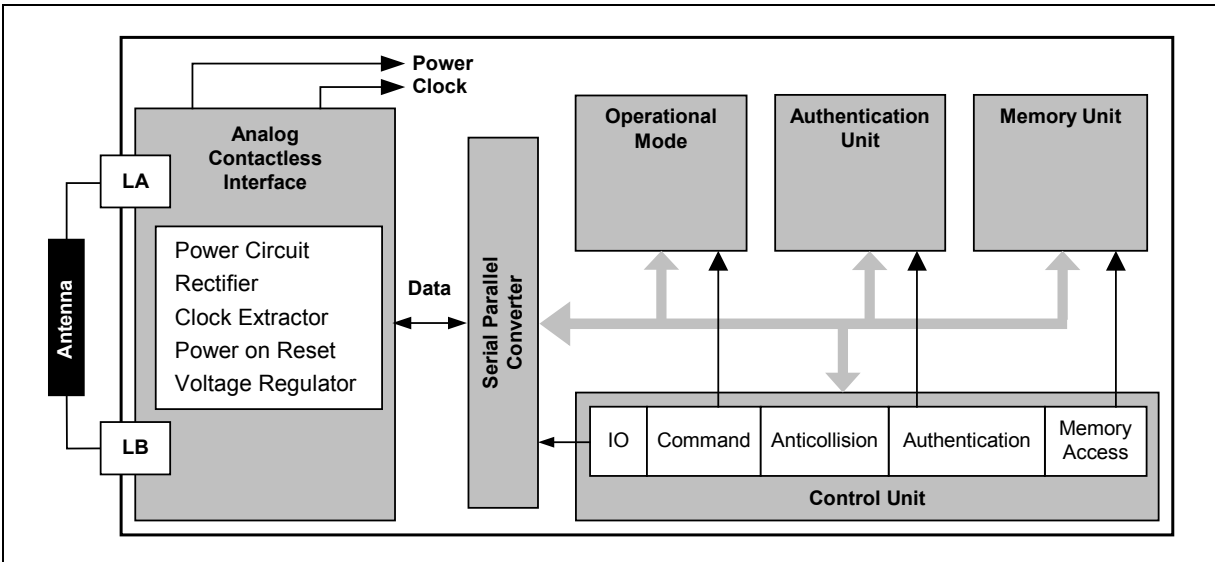 Power
Clock
Analog
Contactless
Interface
LA
Antenna
LB
Power Circuit
Rectifier
Clock Extractor
Power on Reset
Voltage Regulator
Data
Serial Parallel
Converter
Operational
Mode
Authentication
Unit
Memory Unit
IO
Command
Anticollision
Authentication
Memory
Access
Control Unit